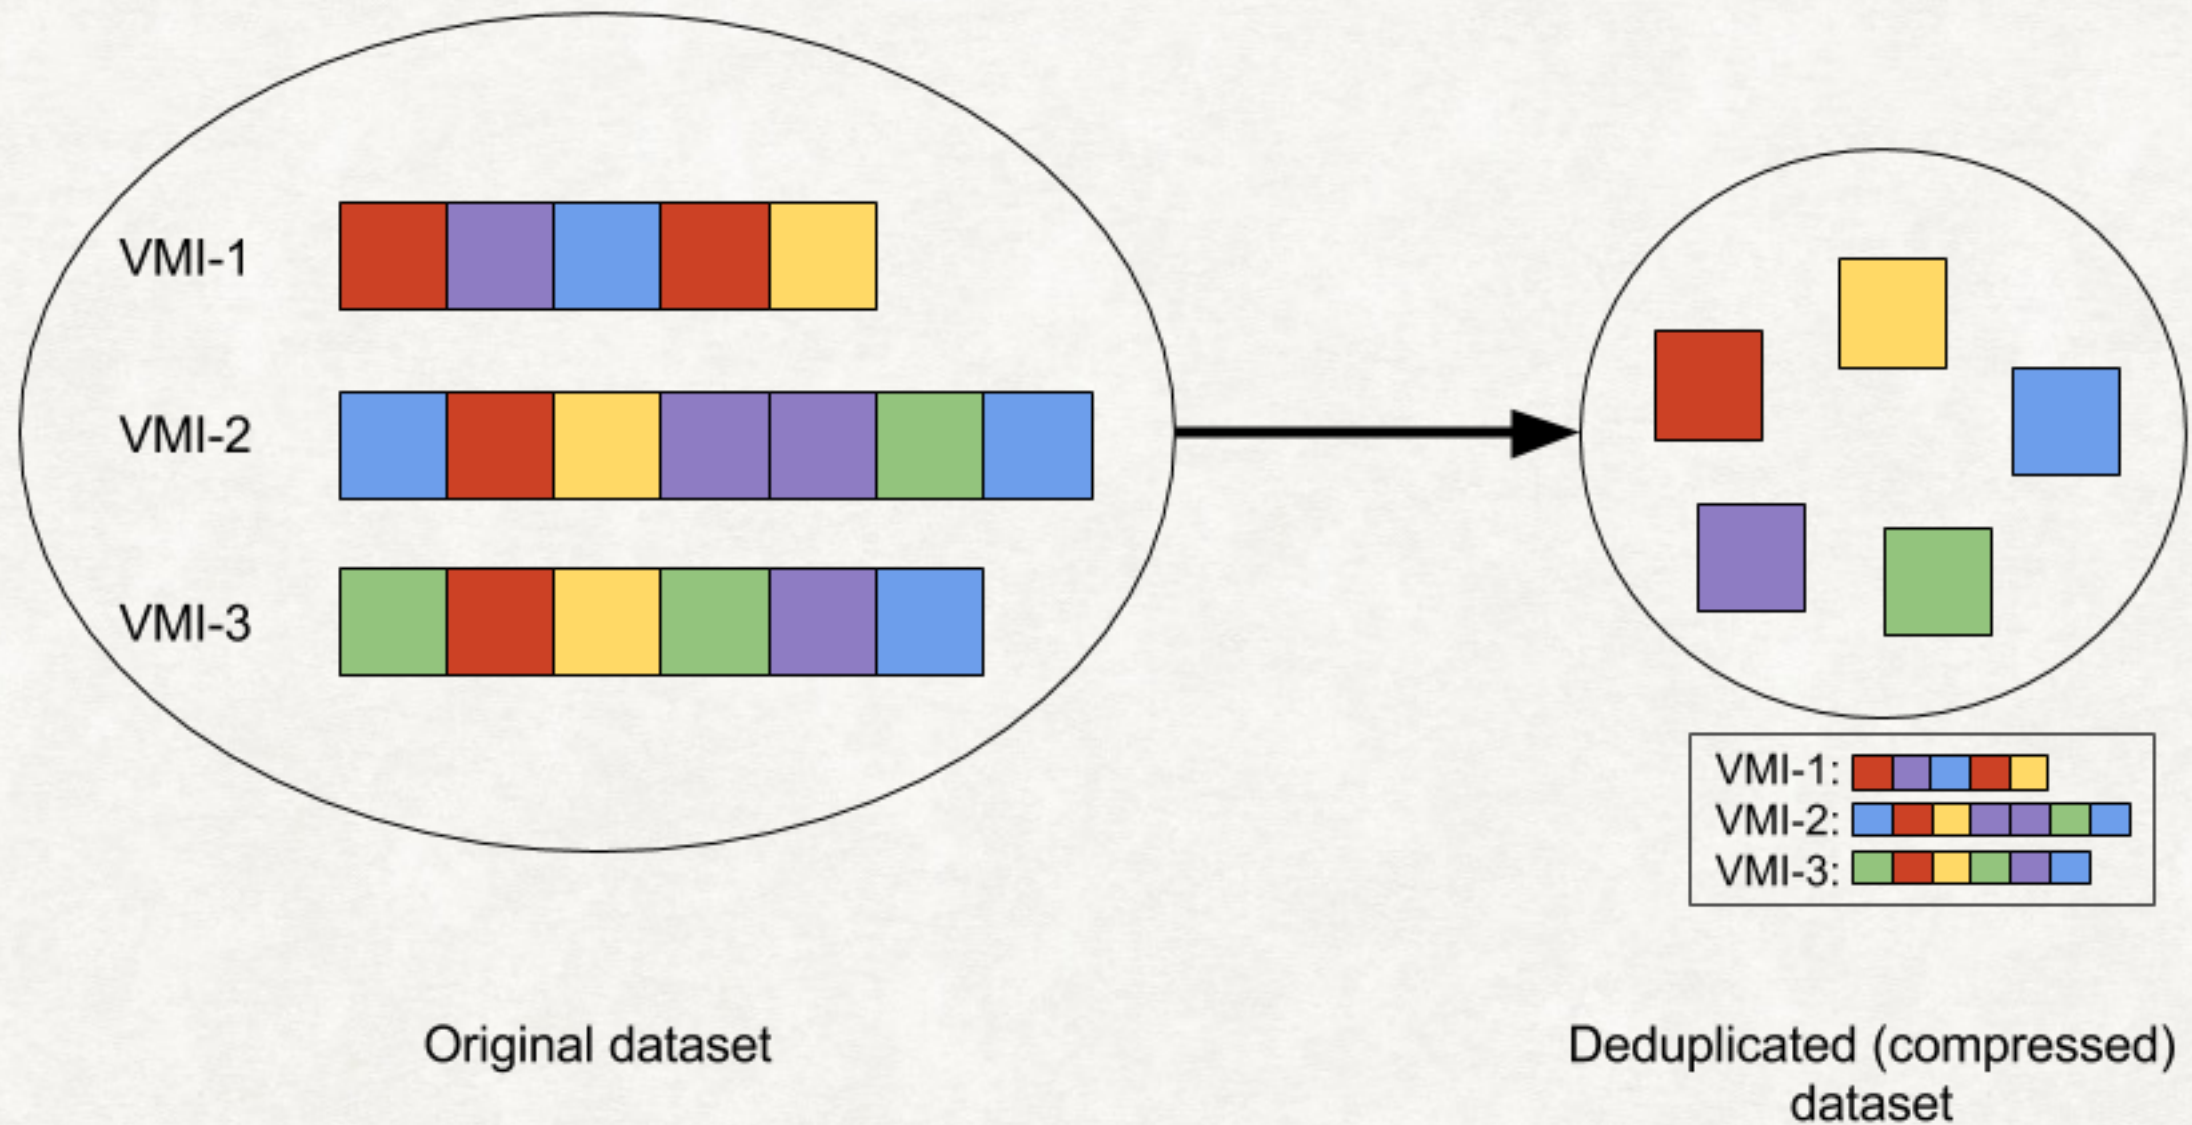 VMI-1
VMI-2
VMI-3
VMI-1:
VMI-2:
VMI-3:
Original dataset
Deduplicated (compressed)
dataset